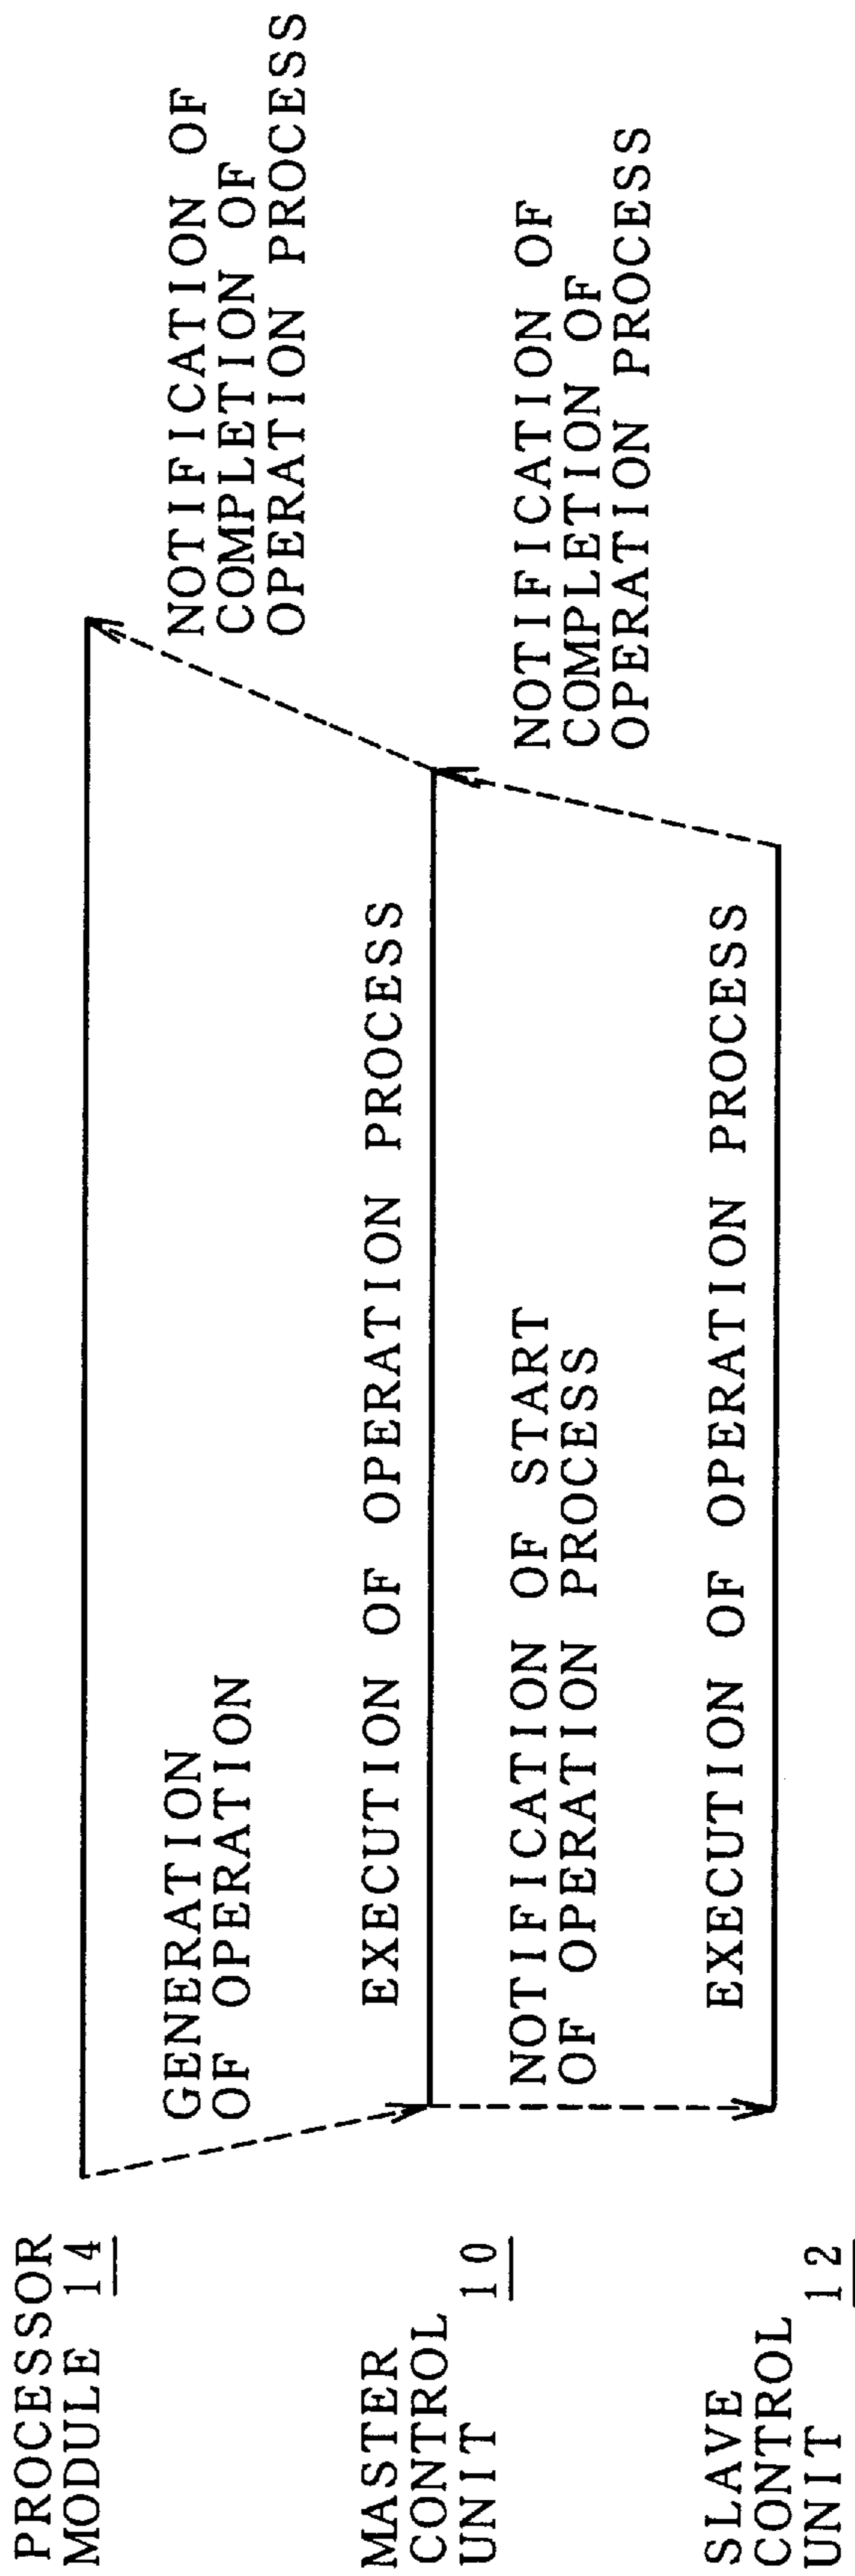 PROCESSOR
MODULE 14
GENERATION
OF OPERATION
NOTIFICATION OF
COMPLETION OF
OPERATION PROCESS
MASTER
CONTROL
UNIT 10
EXECUTION OF OPERATION PROCESS
NOTIFICATION OF START
OF OPERATION PROCESS
NOTIFICATION OF
COMPLETION OF
OPERATION PROCESS
SLAVE
CONTROL
UNIT 12
EXECUTION OF OPERATION PROCESS